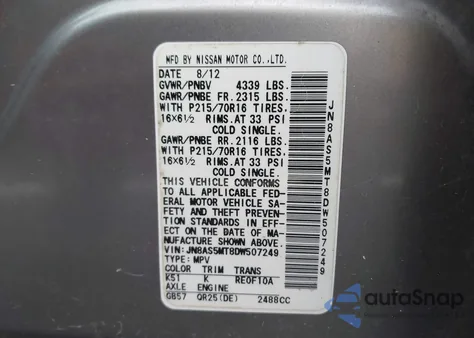 MFD BY NISSAN MOTOR CO.,LTD.
DATE 8/12
GVWR/PNBV 4339 LBS.
GAWR/PNBE FR.2315 LBS.
WITH P215/70R16 TIRES,
16X6½ RIMS.AT 33 PSI
COLD SINGLE.
GAWR/PNBE RR.2116 LBS.
WITH P215/70R16 TIRES,
16X6½ RIMS.AT 33 PSI
COLD SINGLE.
THIS VEHICLE CONFORMS
TO ALL APPLICABLE FED-
ERAL MOTOR VEHICLE SA-
FETY AND THEFT PREVEN-
TION STANDARDS IN EFF-
ECT ON THE DATE OF MA-
NUFACTURE SHOWN ABOVE.
VIN:JN8AS5MT8DW507249
TYPE:MPV
COLOR TRIM TRANS
K51 K RE0F10A
AXLE ENGINE
GB57 QR25(DE) 2488CC
JN8AS5MT8DW507249
autoSnap